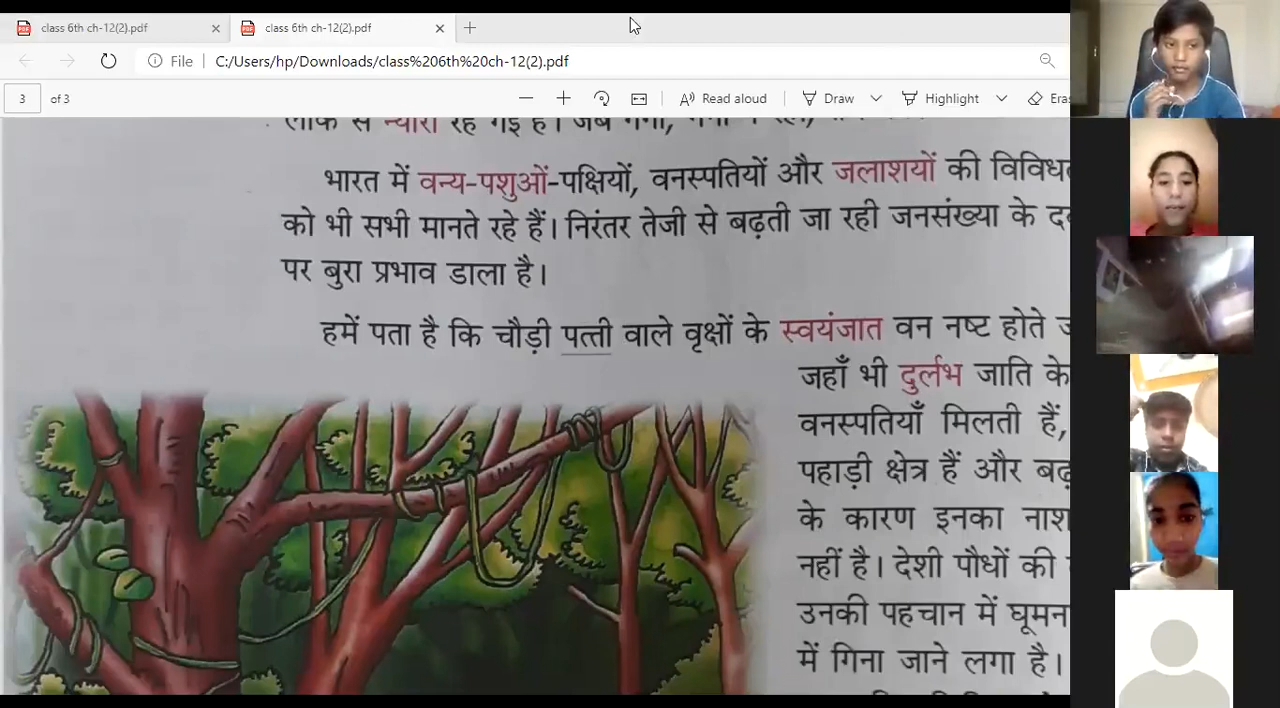 class 6th ch-12(2).pdf
class 6th ch-12(2).pdf
File C:/Users/hp/Downloads/class%206th%20ch-12(2).pdf
3 of 3 Read aloud Draw Highlight
लोक से न्यारी रह गई है। जब
भारत में वन्य-पशुओं-पक्षियों, वनस्पतियों और जलाशयों की
को भी सभी मानते रहे हैं। निरंतर तेजी से बढ़ती जा रही जनसंख्या के
पर बुरा प्रभाव डाला है।
हमें पता है कि चौड़ी पत्ती वाले वृक्षों के स्वयंजात वन नष्ट होते
जहाँ भी दुर्लभ जाति के
वनस्पतियाँ मिलती हैं,
पहाड़ी क्षेत्र हैं और
के कारण इनका
नहीं है। देशी पौधों की
उनकी पहचान में
में गिना जाने लगा है।